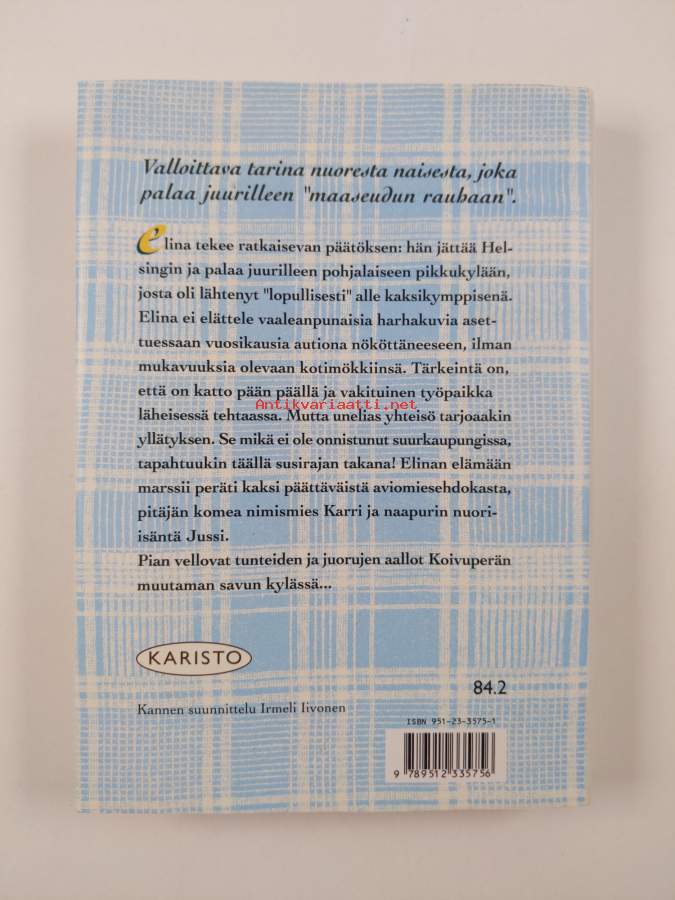 Valloittava tarina nuoresta naisesta, joka
palaa juurilleen "maaseudun rauhaan".
elina tekee ratkaisevan päätöksen: hän jättää Hel-
singin ja palaa juurilleen pohjalaiseen pikkukylään,
josta oli lähtenyt "lopullisesti" alle kaksikymppisenä.
Elina ei elättele vaaleanpunaisia harhakuvia aset-
tuessaan vuosikausia autiona nököttäneeseen, ilman
mukavuuksia olevaan kotimökkiinsä. Tärkeintä on,
että on katto pään päällä ja vakituinen työpaikka
Antikvariaatti.net
läheisessä tehtaassa. Mutta unelias yhteisö tarjoaakin
yllätyksen. Se mikä ei ole onnistunut suurkaupungissa,
tapahtuukin täällä susirajan takana! Elinan elämään
marssii peräti kaksi päättäväistä aviomiesehdokasta,
pitäjän komea nimismies Karri ja naapurin nuori-
isäntä Jussi.
Pian vellovat tunteiden ja juorujen aallot Koivuperän
muutaman savun kylässä...
KARISTO
84.2
Kannen suunnittelu Irmeli Iivonen
ISBN 951-23-3575-1
9 789512 335756